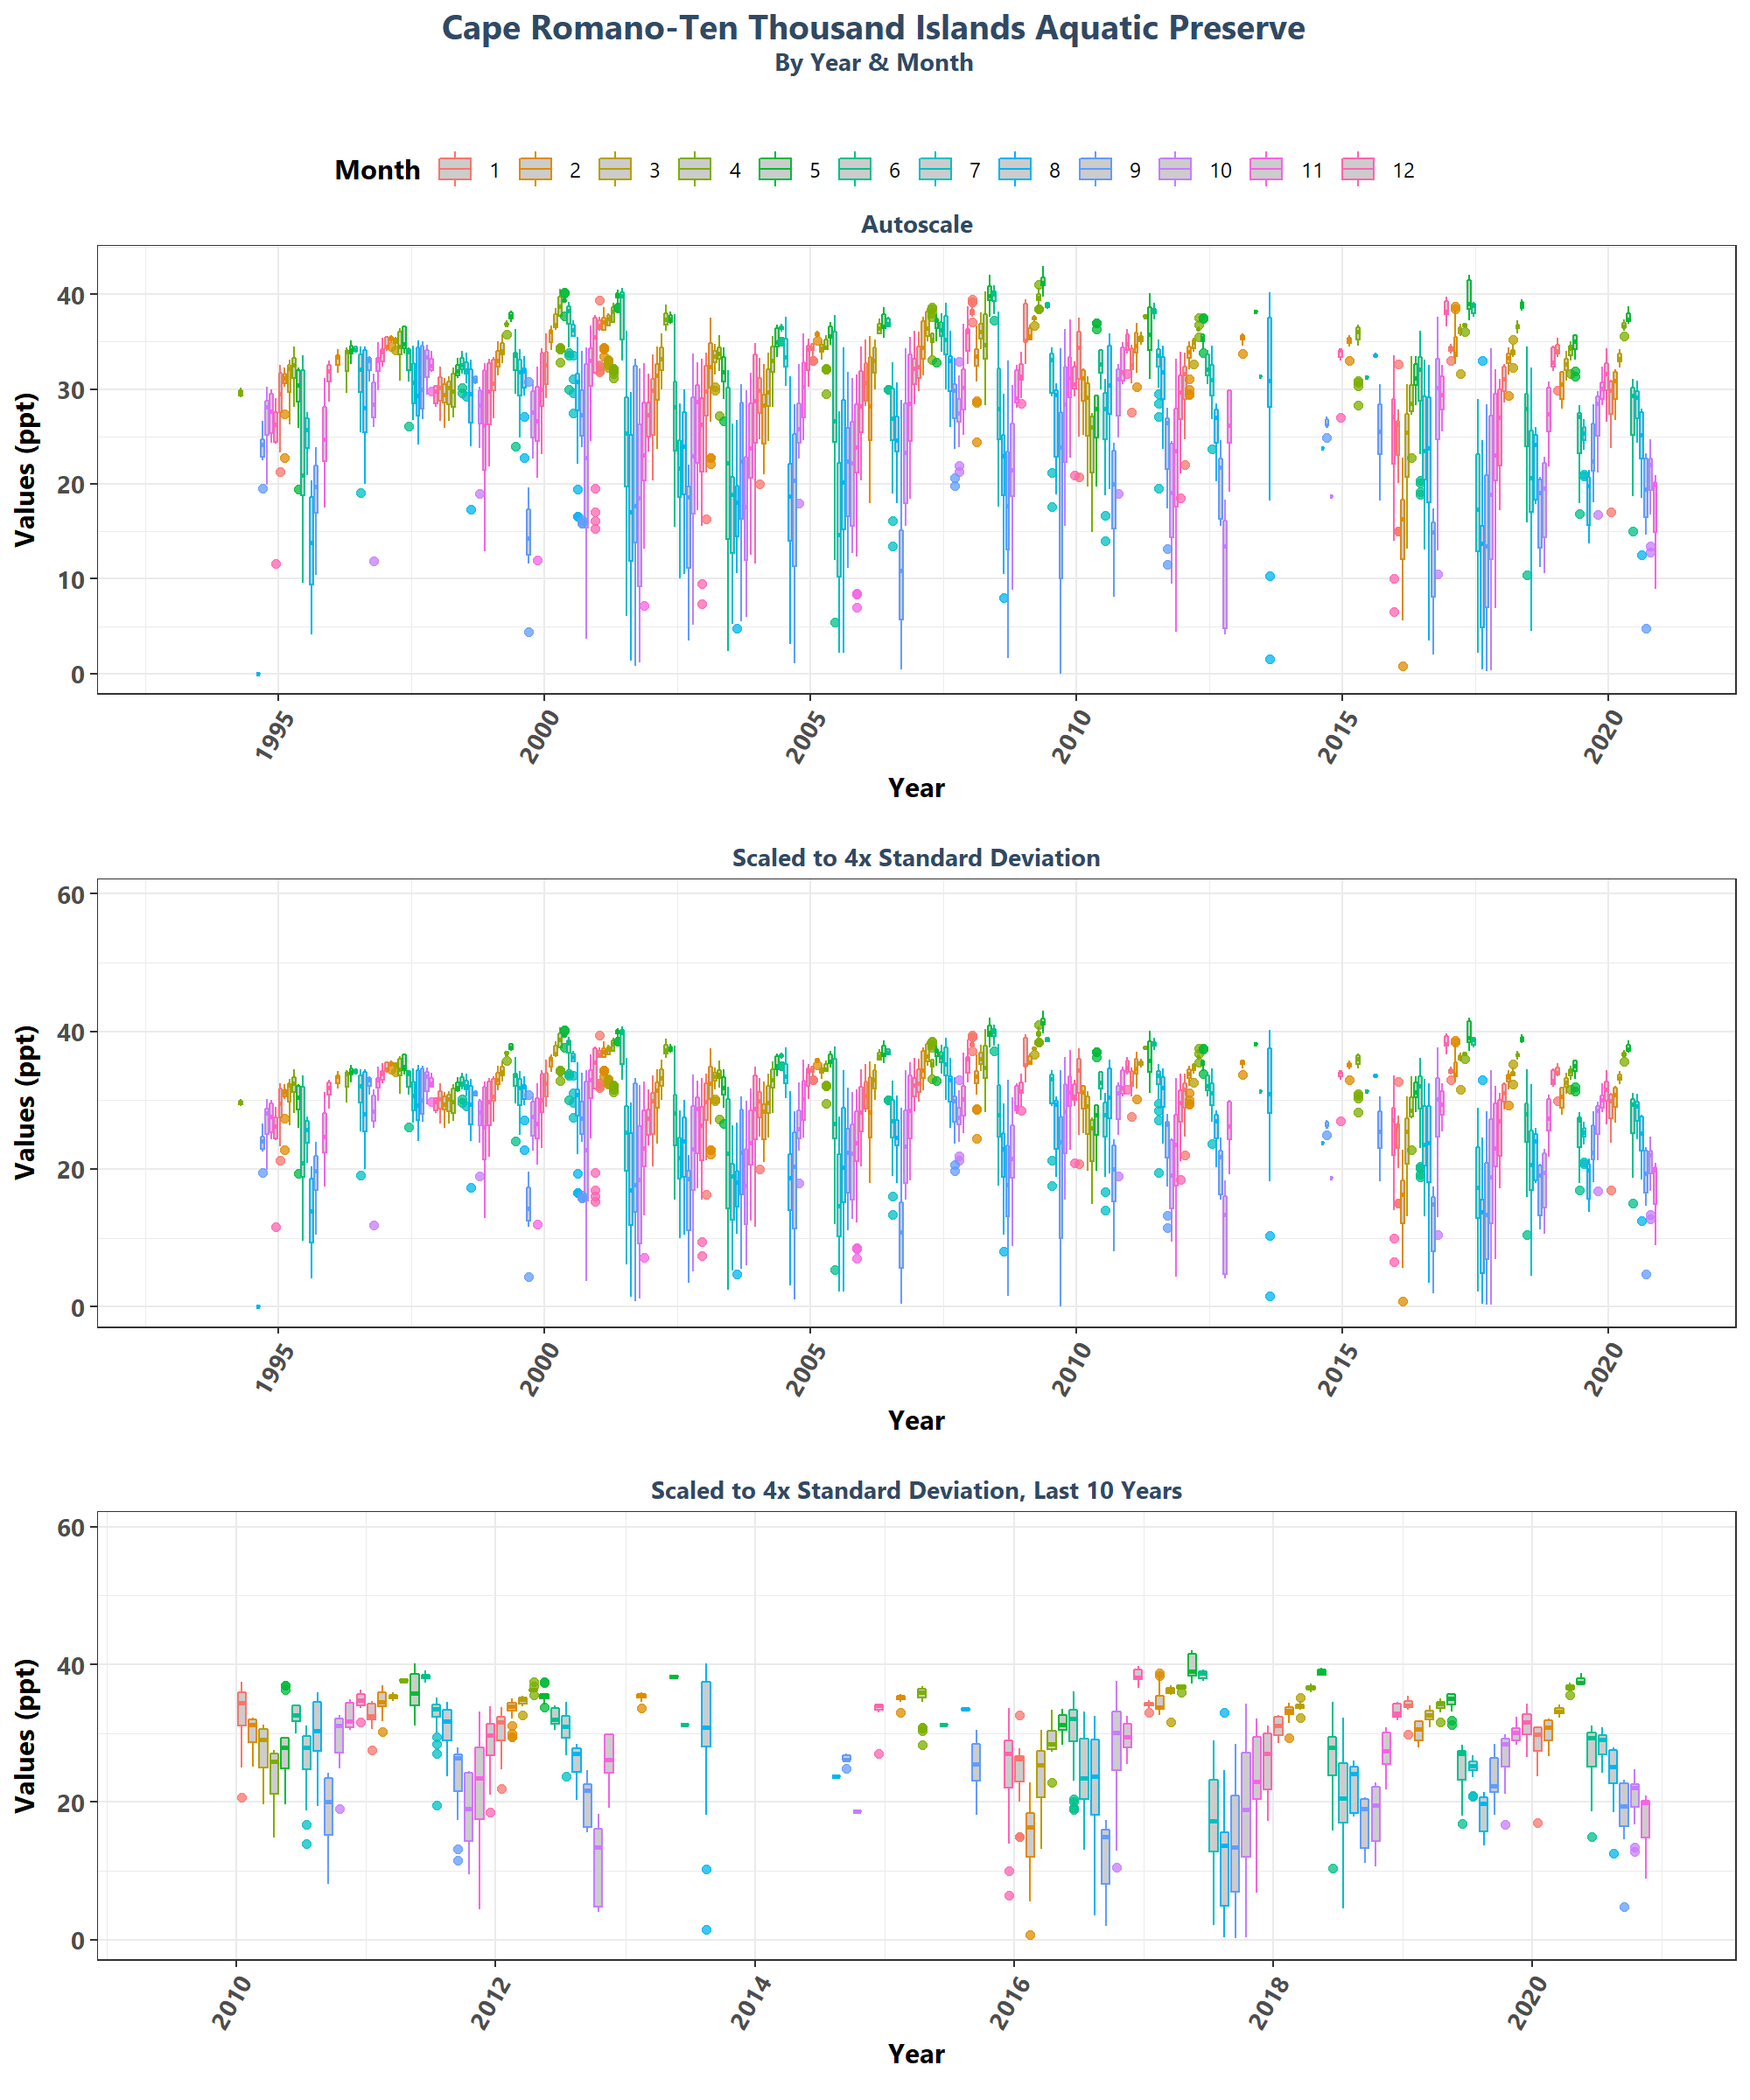 Cape Romano-Ten Thousand Islands Aquatic Preserve
By Year & Month
Month 1 2 3 4 5 6 7 8 9 10 11 12
Autoscale
Values (ppt)
40
30
20
10
0
1995 2000 2005 2010 2015 2020
Year
Scaled to 4x Standard Deviation
Values (ppt)
60
40
20
0
1995 2000 2005 2010 2015 2020
Year
Scaled to 4x Standard Deviation, Last 10 Years
Values (ppt)
60
40
20
0
2010 2012 2014 2016 2018 2020
Year